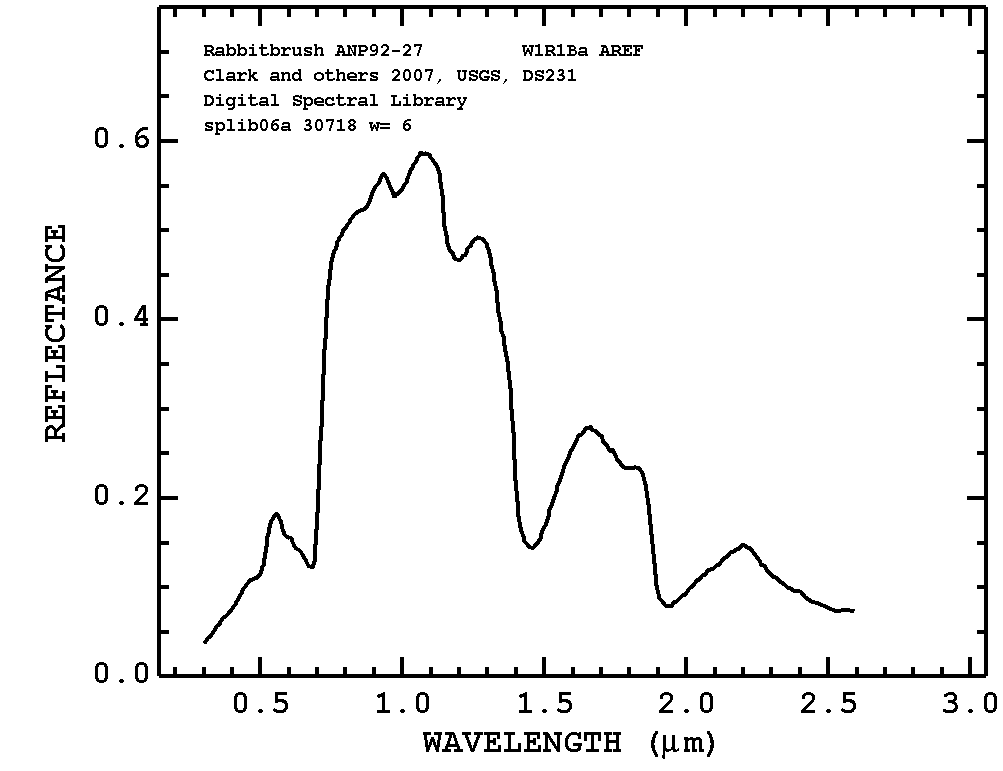 Rabbitbrush ANP92-27 W1R1Ba AREF
Clark and others 2007, USGS, DS231
Digital Spectral Library
splib06a 30718 w= 6
REFLECTANCE
0.6
0.4
0.2
0.0
0.5 1.0 1.5 2.0 2.5 3.0
WAVELENGTH (μm)